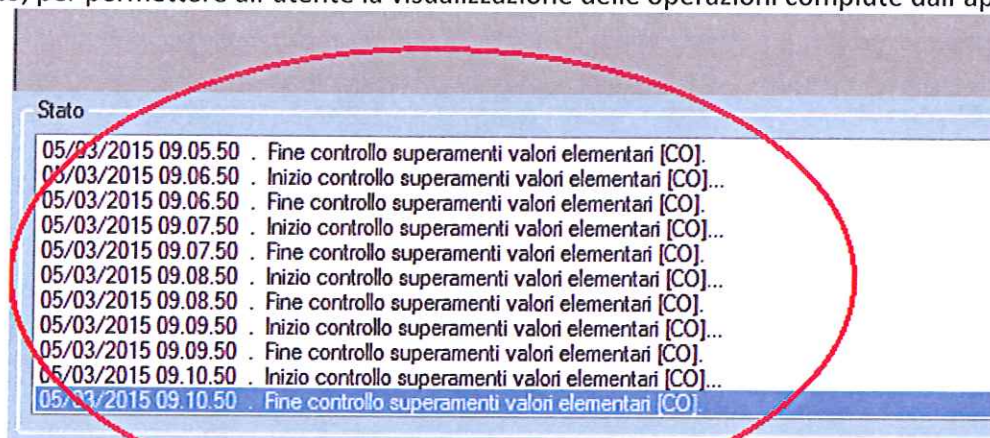 per permettere all'utente la visualizzazione delle operazioni compiute dall'ap
Stato
05/03/2015 09.05.50 . Fine controllo superamenti valori elementari [CO].
05/03/2015 09.06.50 . Inizio controllo superamenti valori elementari [CO]...
05/03/2015 09.06.50 . Fine controllo superamenti valori elementari [CO].
05/03/2015 09.07.50 . Inizio controllo superamenti valori elementari [CO]...
05/03/2015 09.07.50 . Fine controllo superamenti valori elementari [CO].
05/03/2015 09.08.50 . Inizio controllo superamenti valori elementari [CO]...
05/03/2015 09.08.50 . Fine controllo superamenti valori elementari [CO].
05/03/2015 09.09.50 . Inizio controllo superamenti valori elementari [CO]...
05/03/2015 09.09.50 . Fine controllo superamenti valori elementari [CO].
05/03/2015 09.10.50 . Inizio controllo superamenti valori elementari [CO]...
05/03/2015 09.10.50 . Fine controllo superamenti valori elementari [CO].